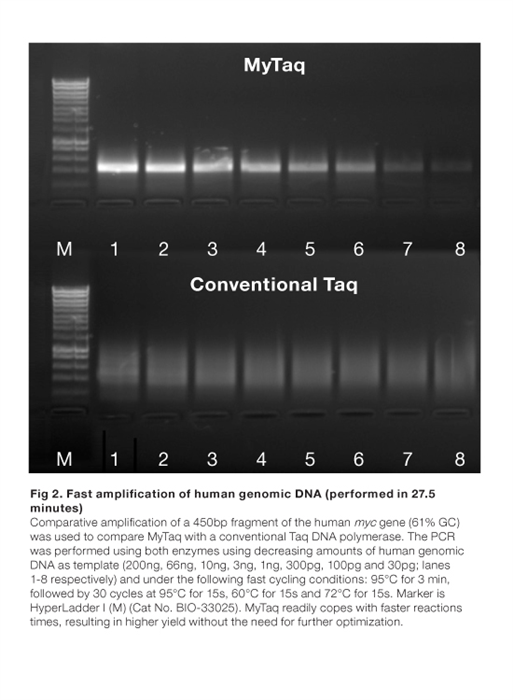 MyTaq
M 1 2 3 4 5 6 7 8
Conventional Taq
M 1 2 3 4 5 6 7 8
Fig 2. Fast amplification of human genomic DNA (performed in 27.5
minutes)
Comparative amplification of a 450bp fragment of the human myc gene (61% GC)
was used to compare MyTaq with a conventional Taq DNA polymerase. The PCR
was performed using both enzymes using decreasing amounts of human genomic
DNA as template (200ng, 66ng, 10ng, 3ng, 1ng, 300pg, 100pg and 30pg; lanes
1-8 respectively) and under the following fast cycling conditions: 95°C for 3 min,
followed by 30 cycles at 95°C for 15s, 60°C for 15s and 72°C for 15s. Marker is
HyperLadder I (M) (Cat No. BIO-33025). MyTaq readily copes with faster reactions
times, resulting in higher yield without the need for further optimization.